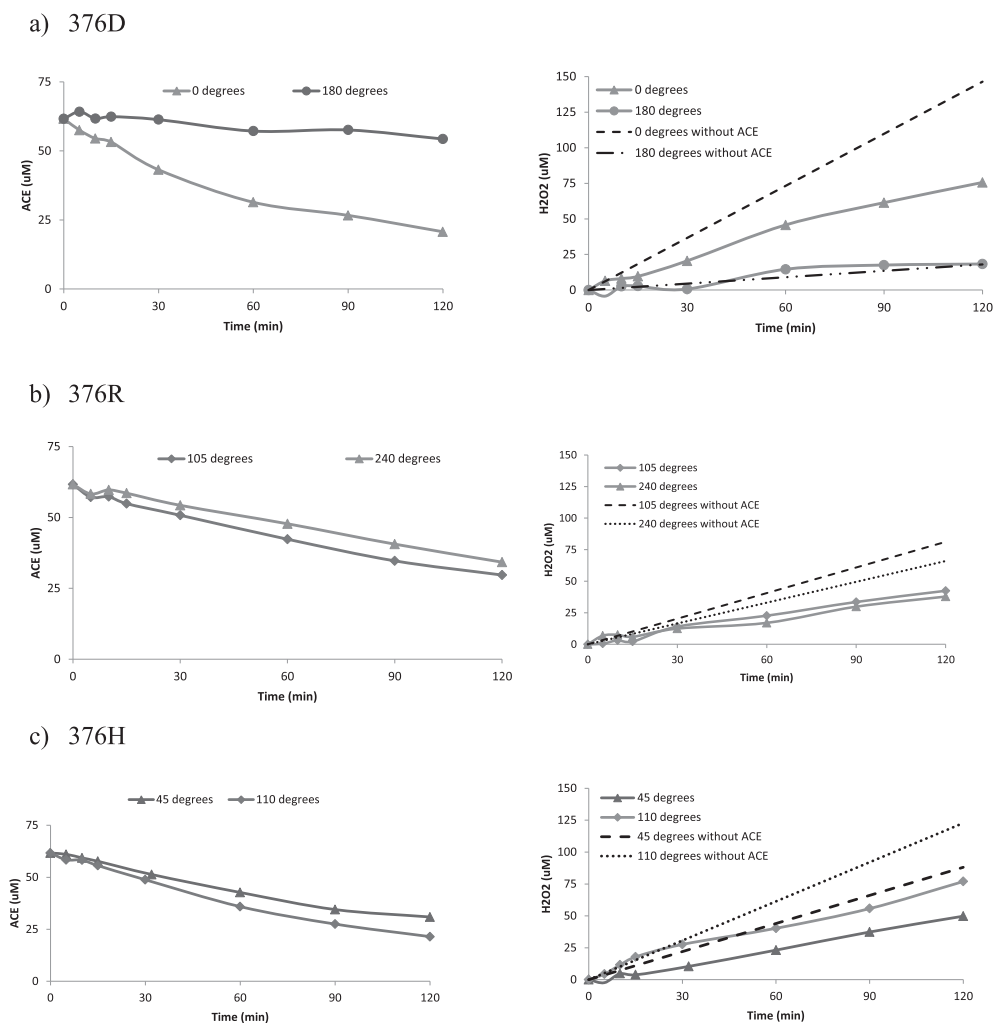 a) 376D
0 degrees 180 degrees
75
50
25
0
ACE (uM)
0 30 60 90 120
Time (min)
0 degrees
180 degrees
0 degrees without ACE
180 degrees without ACE
150
125
100
75
50
25
0
H2O2 (uM)
0 30 60 90 120
Time (min)
b) 376R
105 degrees 240 degrees
75
50
25
0
ACE (uM)
0 30 60 90 120
Time (min)
105 degrees
240 degrees
105 degrees without ACE
240 degrees without ACE
150
125
100
75
50
25
0
H2O2 (uM)
0 30 60 90 120
Time (min)
c) 376H
45 degrees 110 degrees
75
50
25
0
ACE (uM)
0 30 60 90 120
Time (min)
45 degrees
110 degrees
45 degrees without ACE
110 degrees without ACE
150
125
100
75
50
25
0
H2O2 (uM)
0 30 60 90 120
Time (min)